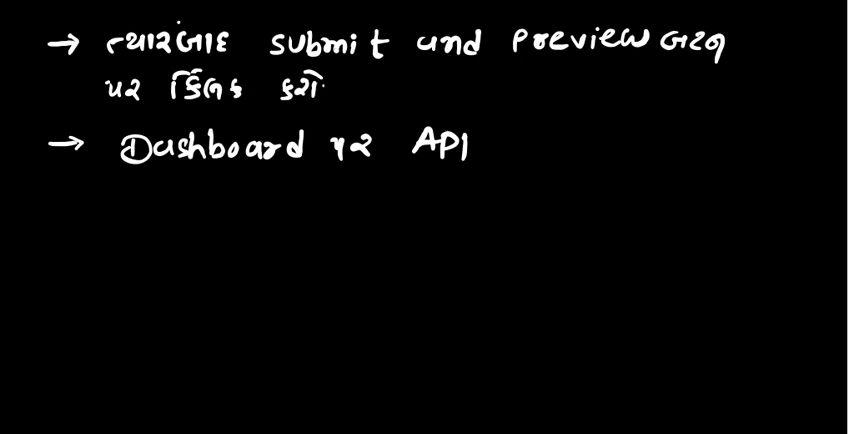 → ત્યારબાદ submit and preview બટન
પર ક્લિક કરો.
→ Dashboard પર API